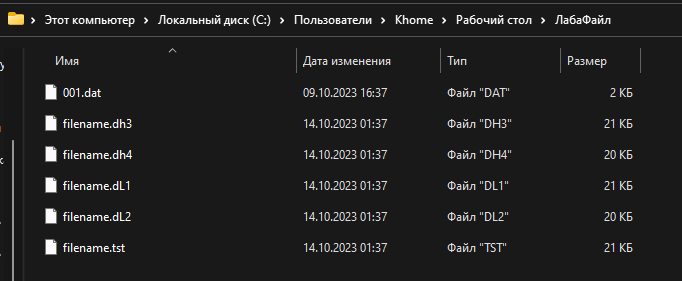 Этот компьютер > Локальный диск (C:) > Пользователи > Khome > Рабочий стол > ЛабаФайл
Имя Дата изменения Тип Размер
001.dat 09.10.2023 16:37 Файл "DAT" 2 КБ
filename.dh3 14.10.2023 01:37 Файл "DH3" 21 КБ
filename.dh4 14.10.2023 01:37 Файл "DH4" 20 КБ
filename.dL1 14.10.2023 01:37 Файл "DL1" 21 КБ
filename.dL2 14.10.2023 01:37 Файл "DL2" 20 КБ
filename.tst 14.10.2023 01:37 Файл "TST" 21 КБ